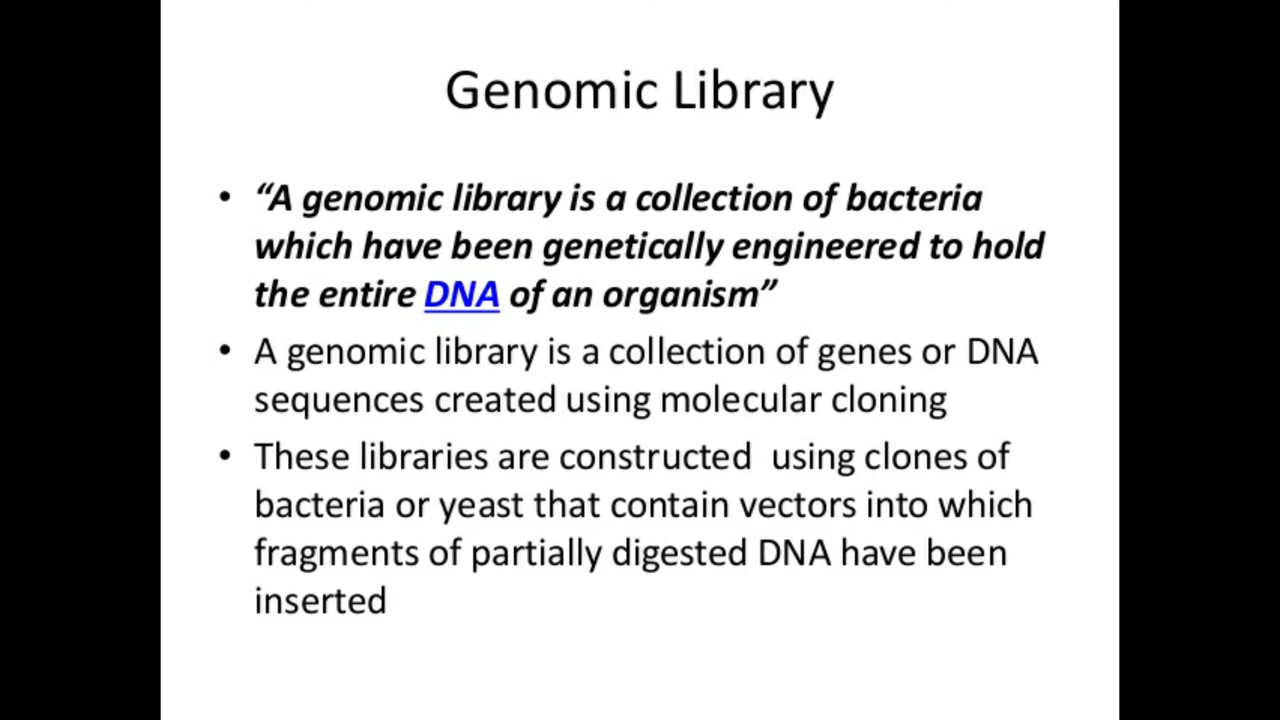 Genomic Library
• “A genomic library is a collection of bacteria
which have been genetically engineered to hold
the entire DNA of an organism”
• A genomic library is a collection of genes or DNA
sequences created using molecular cloning
• These libraries are constructed  using clones of
bacteria or yeast that contain vectors into which
fragments of partially digested DNA have been
inserted